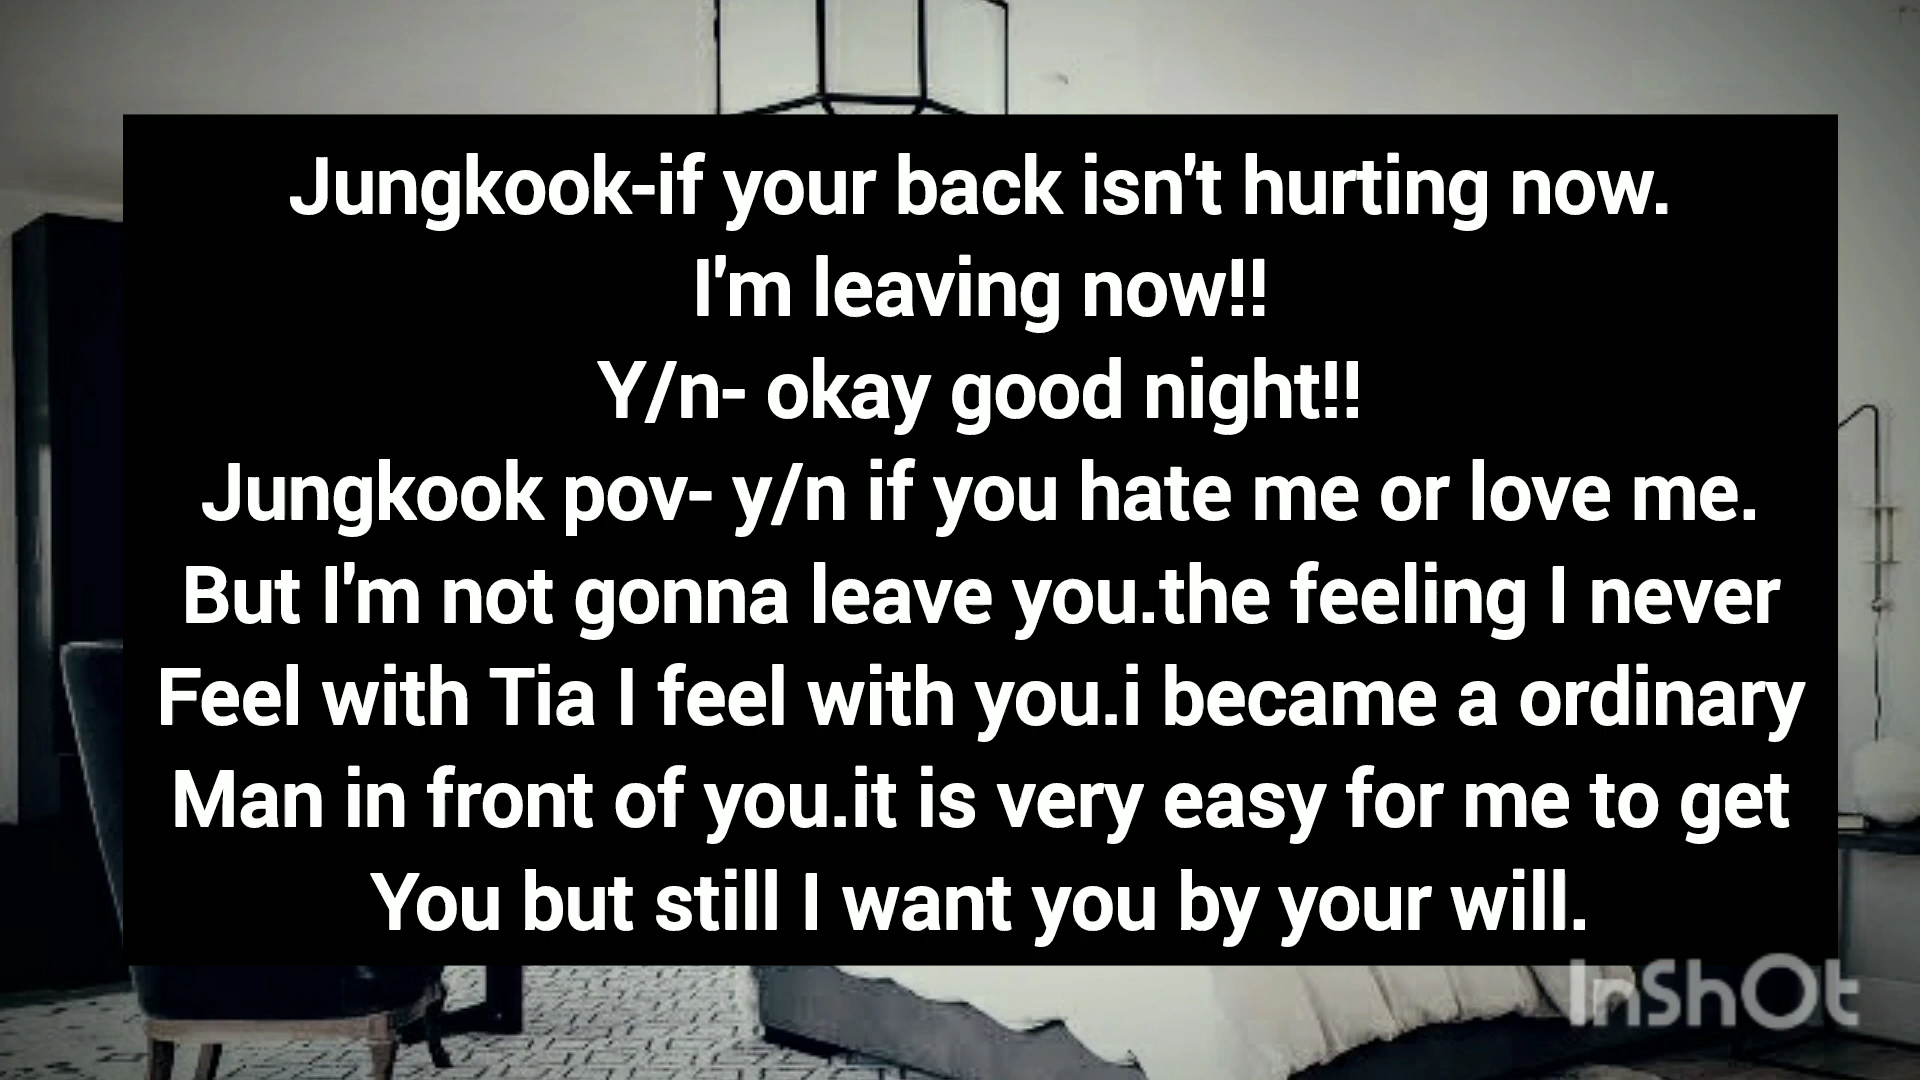 Jungkook-if your back isn't hurting now.
I'm leaving now!!
Y/n- okay good night!!
Jungkook pov- y/n if you hate me or love me.
But I'm not gonna leave you.the feeling I never
Feel with Tia I feel with you.i became a ordinary
Man in front of you.it is very easy for me to get
You but still I want you by your will.
InShOt